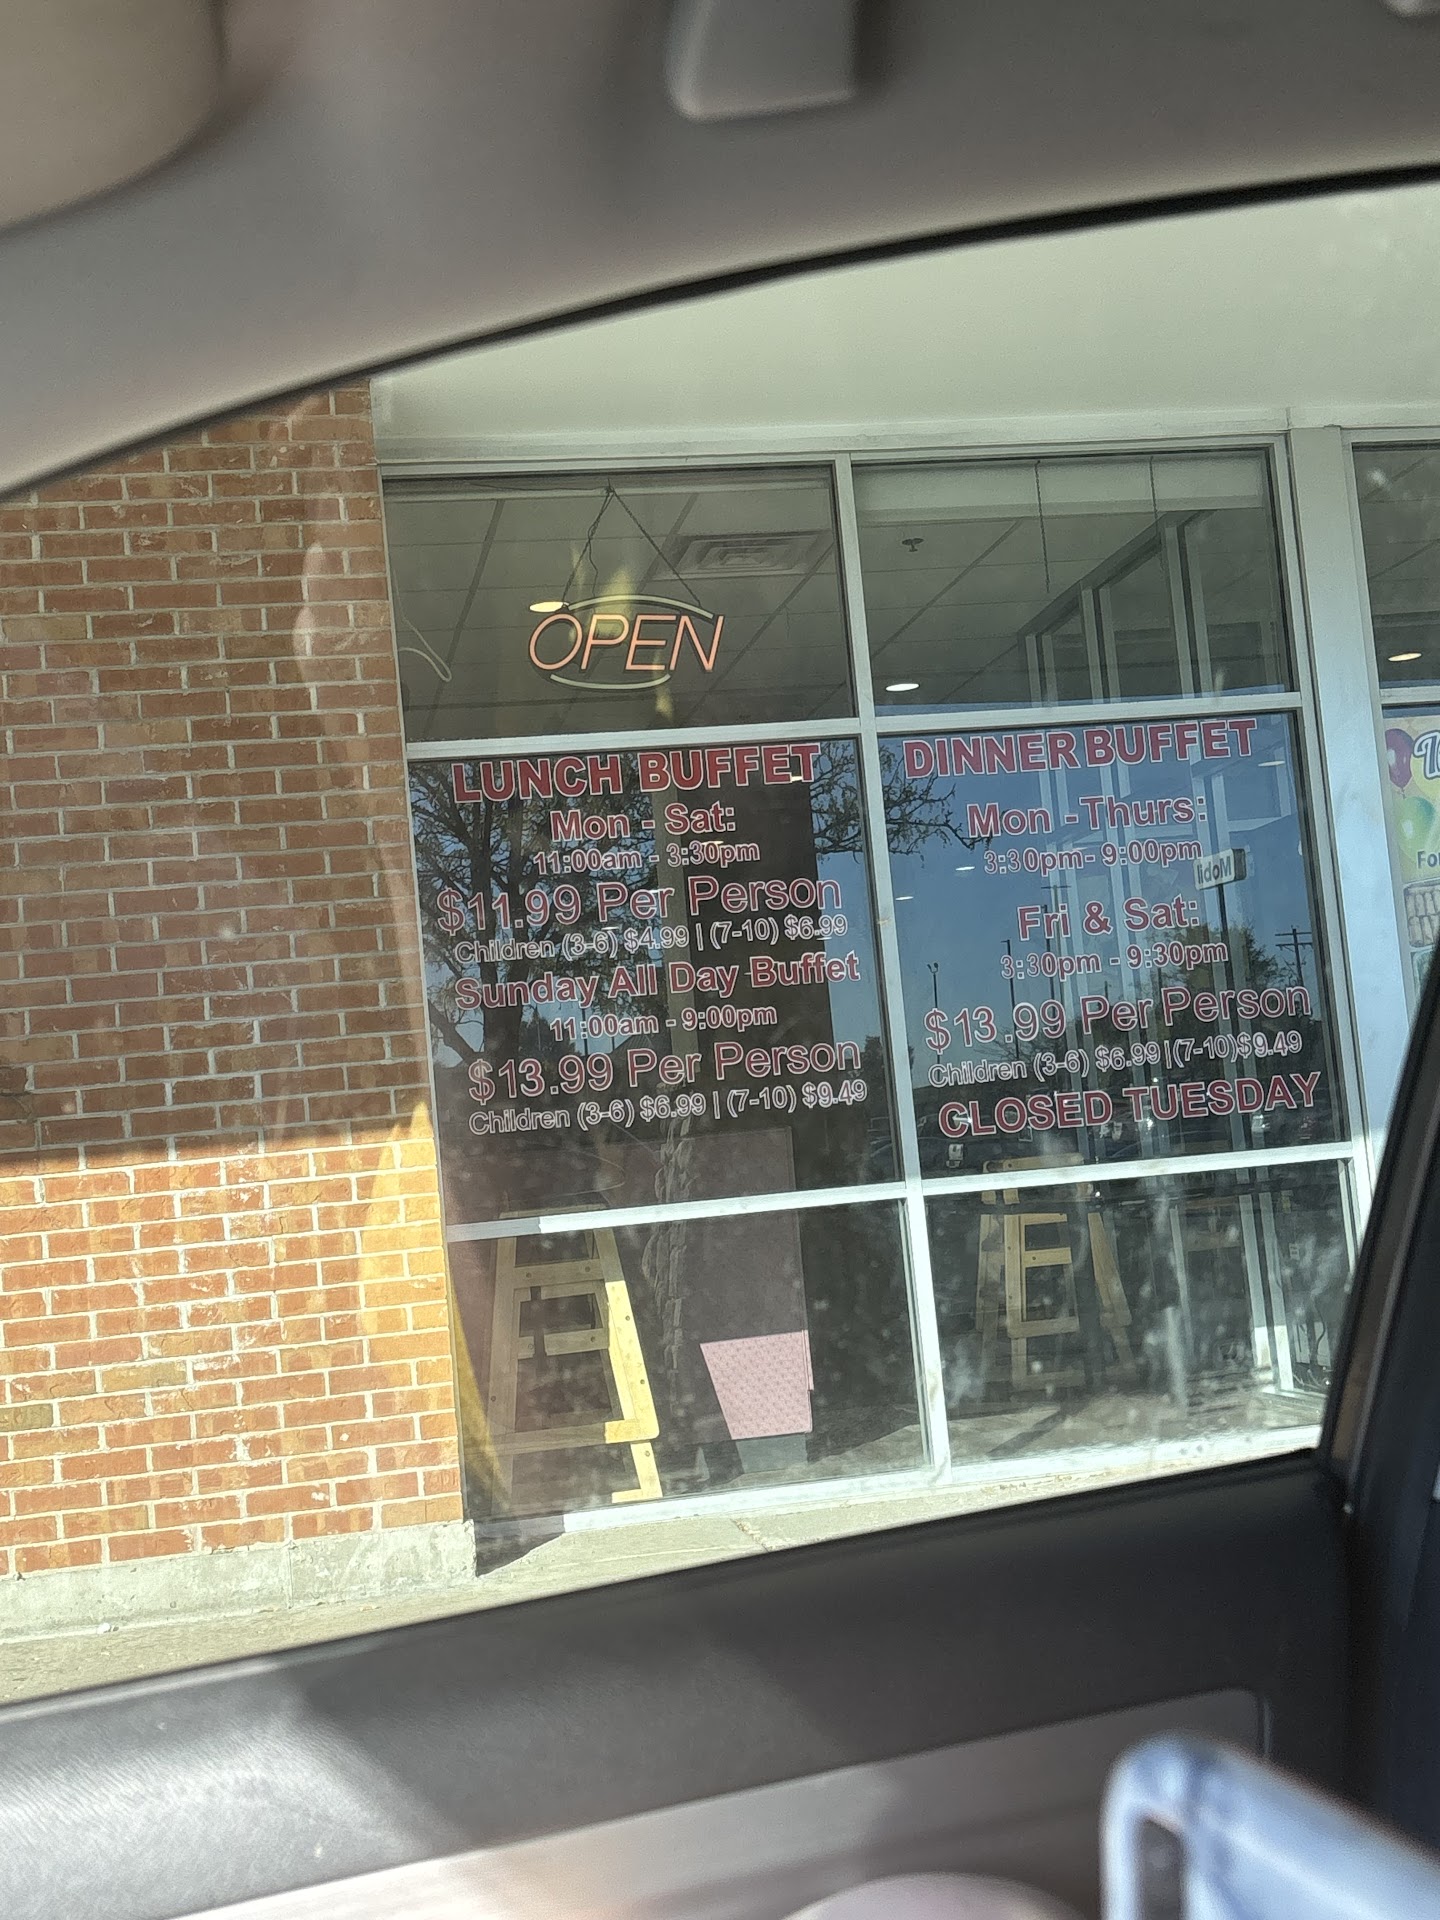 OPEN
LUNCH BUFFET
Mon - Sat:
11:00am - 3:30pm
$11.99 Per Person
Children (3-6) $4.99 | (7-10) $6.99
Sunday All Day Buffet
11:00am - 9:00pm
$13.99 Per Person
Children (3-6) $6.99 | (7-10) $9.49
DINNER BUFFET
Mon - Thurs:
3:30pm- 9:00pm
Fri & Sat:
3:30pm - 9:30pm
$13.99 Per Person
Children (3-6) $6.99 | (7-10)$9.49
CLOSED TUESDAY
Mobil